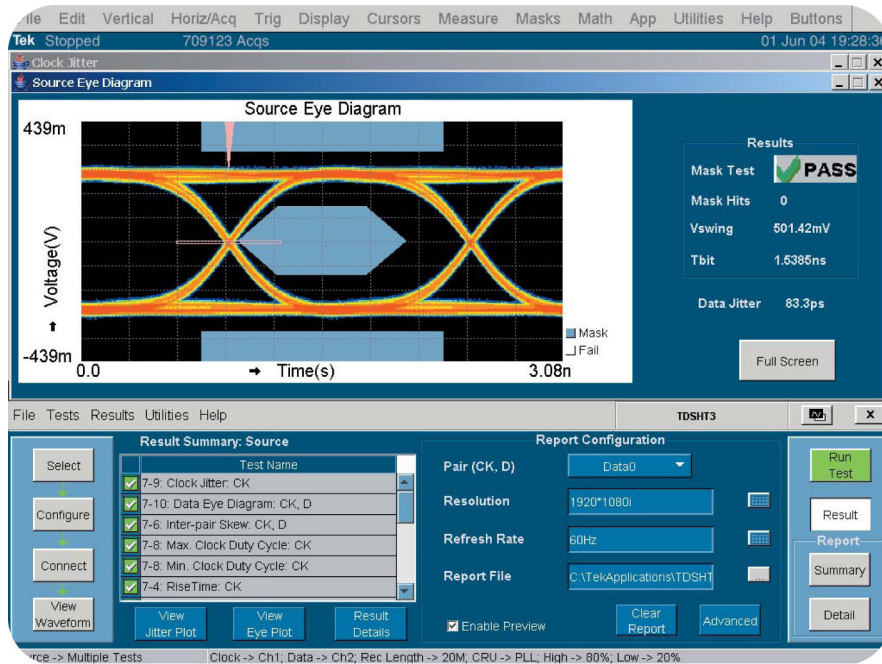 File Edit Vertical Horiz/Acq Trig Display Cursors Measure Masks Math App Utilities Help Buttons
Tek Stopped 709123 Acqs 01 Jun 04 19:28:36
Clock Jitter
Source Eye Diagram
Source Eye Diagram
439m
Voltage(V)
-439m
0.0 Time(s) 3.08n
Mask
Fail
Results
Mask Test PASS
Mask Hits 0
Vswing 501.42mV
Tbit 1.5385ns
Data Jitter 83.3ps
Full Screen
File Tests Results Utilities Help TDSHT3 x
Select
Configure
Connect
View
Waveform
Result Summary: Source
Test Name
7-9: Clock Jitter: CK
7-10: Data Eye Diagram: CK, D
7-6: Inter-pair Skew: CK, D
7-8: Max. Clock Duty Cycle: CK
7-8: Min. Clock Duty Cycle: CK
7-4: RiseTime: CK
View
Jitter Plot
View
Eye Plot
Result
Details
Report Configuration
Pair (CK, D) Data0
Resolution 1920*1080i
Refresh Rate 60Hz
Report File C:\TekApplications\TDSHT ...
Enable Preview
Clear
Report
Advanced
Run
Test
Result
Report
Summary
Detail
urce -> Multiple Tests Clock -> Ch1; Data -> Ch2; Rec Length -> 20M; CRU -> PLL; High -> 80%; Low -> 20%